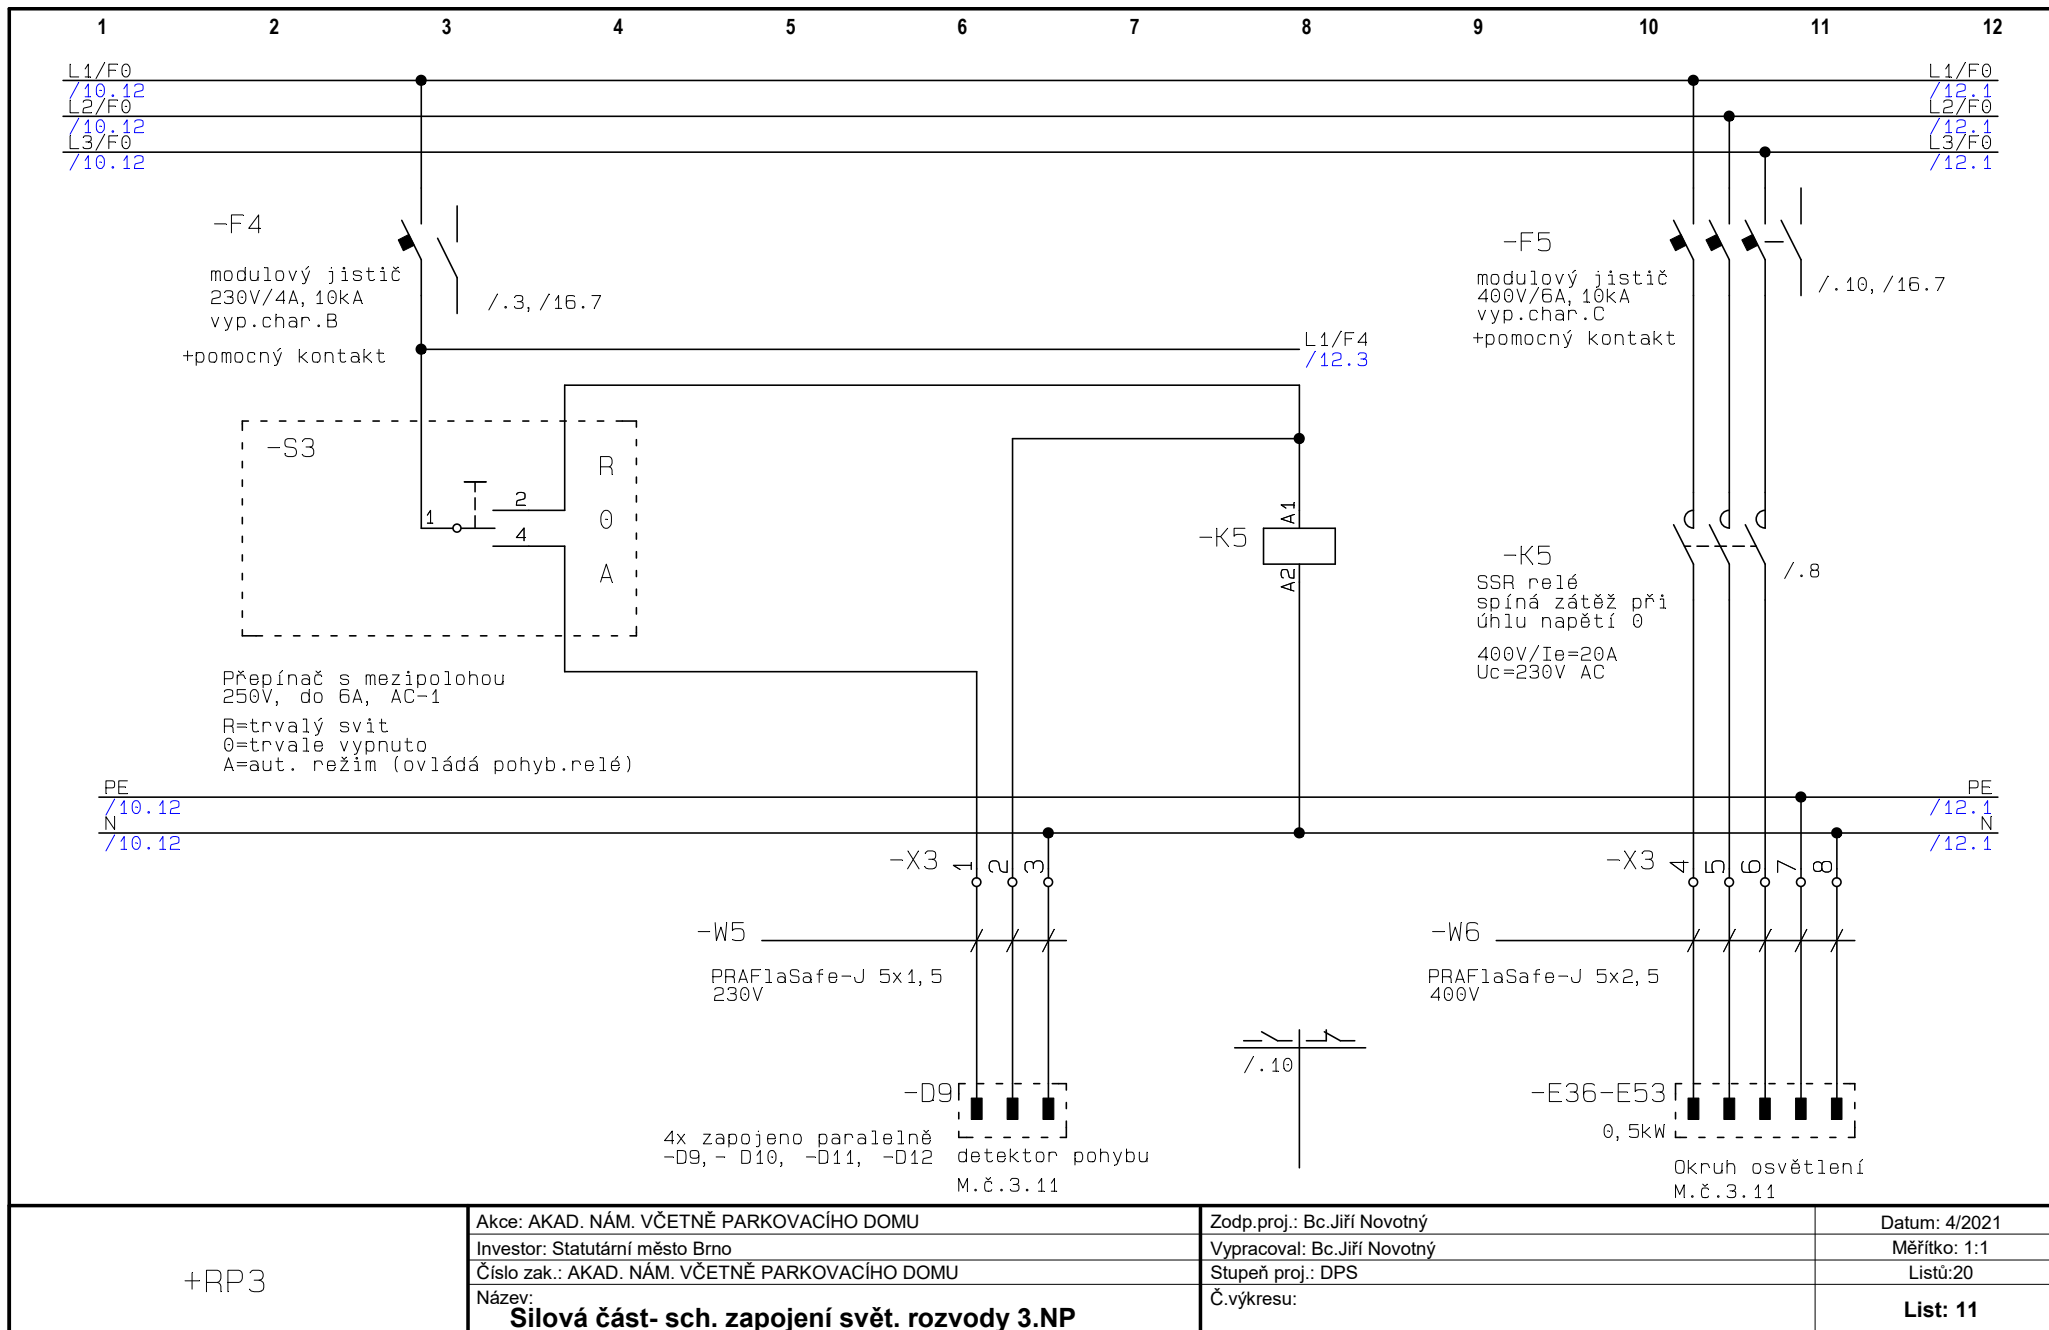 1 2 3 4 5 6 7 8 9 10 11 12
L1/F0 L1/F0
/10.12 /12.1
L2/F0 L2/F0
/10.12 /12.1
L3/F0 L3/F0
/10.12 /12.1
-F4
modulový jistič
230V/4A, 10kA
vyp.char.B
+pomocný kontakt
/.3, /16.7
-F5
modulový jistič
400V/6A, 10kA
vyp.char.C
+pomocný kontakt
/.10, /16.7
L1/F4
/12.3
-S3
R
0
A
1
2
4
Přepínač s mezipolohou
250V, do 6A, AC-1
R=trvalý svit
0=trvale vypnuto
A=aut. režim (ovládá pohyb.relé)
-K5
A1
A2
-K5
SSR relé
spíná zátěž při
úhlu napětí 0
400V/Ie=20A
Uc=230V AC
/.8
PE PE
/10.12 /12.1
N N
/10.12 /12.1
-X3 1 2 3
-X3 4 5 6 7 8
-W5
PRAFlaSafe-J 5x1,5
230V
-W6
PRAFlaSafe-J 5x2,5
400V
/.10
-D9
4x zapojeno paralelně
-D9,- D10, -D11, -D12
detektor pohybu
M.č.3.11
-E36-E53
0,5kW
Okruh osvětlení
M.č.3.11
+RP3
Akce: AKAD. NÁM. VČETNĚ PARKOVACÍHO DOMU
Investor: Statutární město Brno
Číslo zak.: AKAD. NÁM. VČETNĚ PARKOVACÍHO DOMU
Název:
Silová část- sch. zapojení svět. rozvody 3.NP
Zodp.proj.: Bc.Jiří Novotný
Vypracoval: Bc.Jiří Novotný
Stupeň proj.: DPS
Č.výkresu:
Datum: 4/2021
Měřítko: 1:1
Listů:20
List: 11